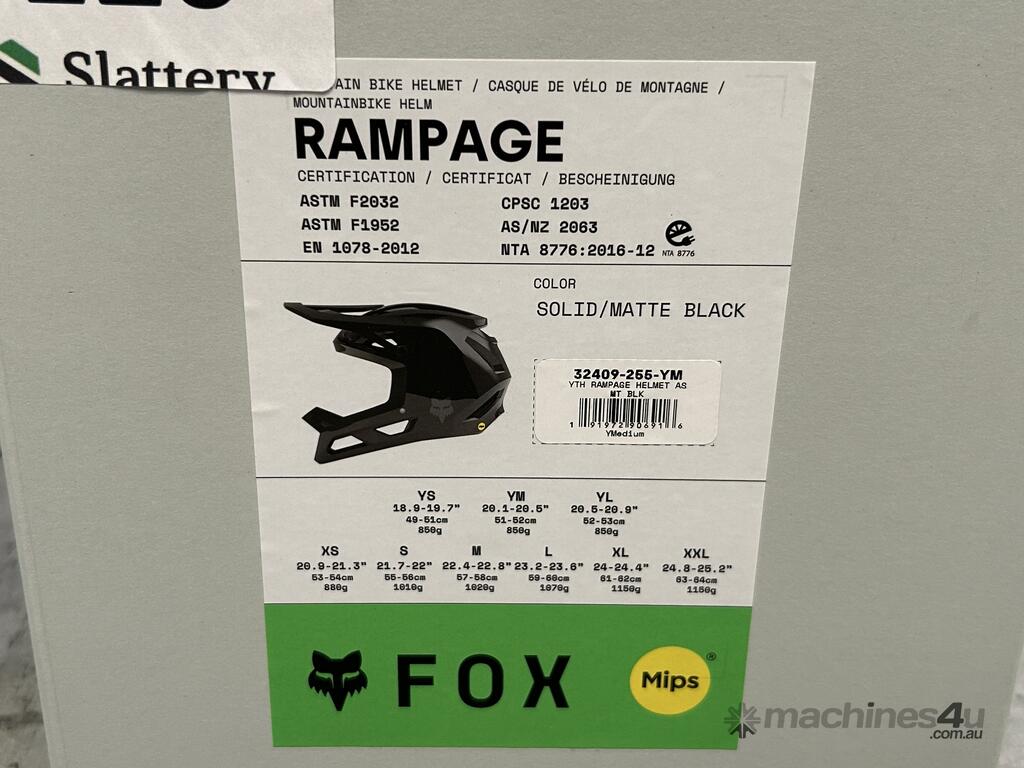 Slattery
AIN BIKE HELMET / CASQUE DE VÉLO DE MONTAGNE /
MOUNTAINBIKE HELM
RAMPAGE
CERTIFICATION / CERTIFICAT / BESCHEINIGUNG
ASTM F2032 CPSC 1203
ASTM F1952 AS/NZ 2063
EN 1078-2012 NTA 8776:2016-12 NTA 8776
COLOR
SOLID/MATTE BLACK
32409-255-YM
YTH RAMPAGE HELMET AS
MT BLK
1 91972 90691 6
YMedium
YS YM YL
18.9-19.7" 20.1-20.5" 20.5-20.9"
49-51cm 51-52cm 52-53cm
850g 850g 850g
XS S M L XL XXL
20.9-21.3" 21.7-22" 22.4-22.8" 23.2-23.6" 24-24.4" 24.8-25.2"
53-54cm 55-56cm 57-58cm 59-60cm 61-62cm 63-64cm
880g 1010g 1020g 1070g 1150g 1150g
FOX Mips®
machines4u
.com.au